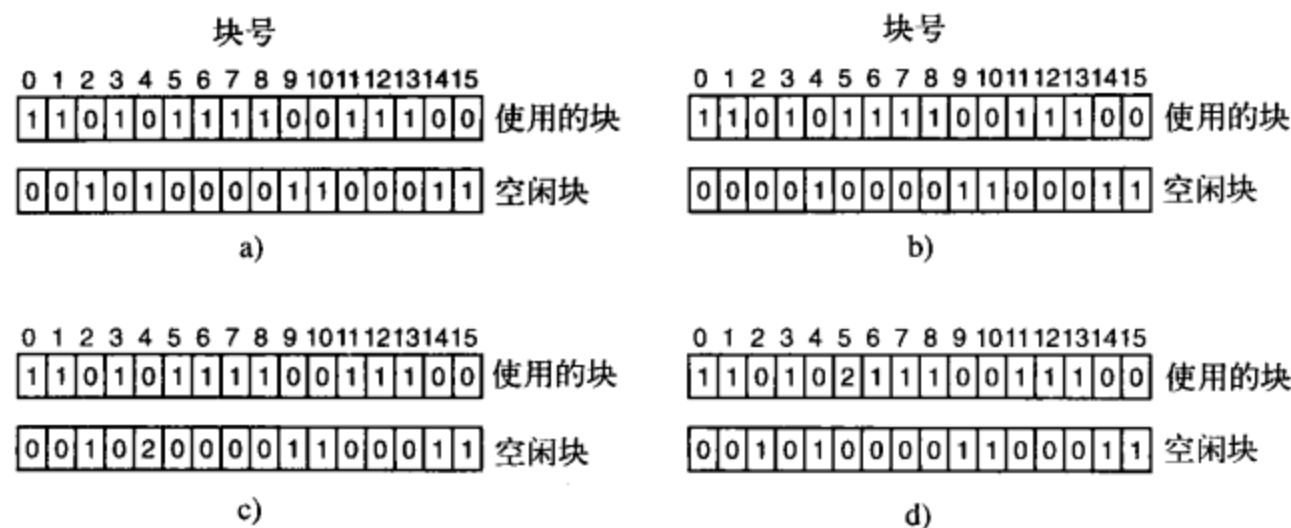 块号
0 1 2 3 4 5 6 7 8 9 10 11 12 13 14 15
1 1 0 1 0 1 1 1 1 0 0 1 1 1 0 0 使用的块
0 0 1 0 1 0 0 0 0 1 1 0 0 0 1 1 空闲块
a)
块号
0 1 2 3 4 5 6 7 8 9 10 11 12 13 14 15
1 1 0 1 0 1 1 1 1 0 0 1 1 1 0 0 使用的块
0 0 0 0 1 0 0 0 0 1 1 0 0 0 1 1 空闲块
b)
0 1 2 3 4 5 6 7 8 9 10 11 12 13 14 15
1 1 0 1 0 1 1 1 1 0 0 1 1 1 0 0 使用的块
0 0 1 0 2 0 0 0 0 1 1 0 0 0 1 1 空闲块
c)
0 1 2 3 4 5 6 7 8 9 10 11 12 13 14 15
1 1 0 1 0 2 1 1 1 0 0 1 1 1 0 0 使用的块
0 0 1 0 1 0 0 0 0 1 1 0 0 0 1 1 空闲块
d)